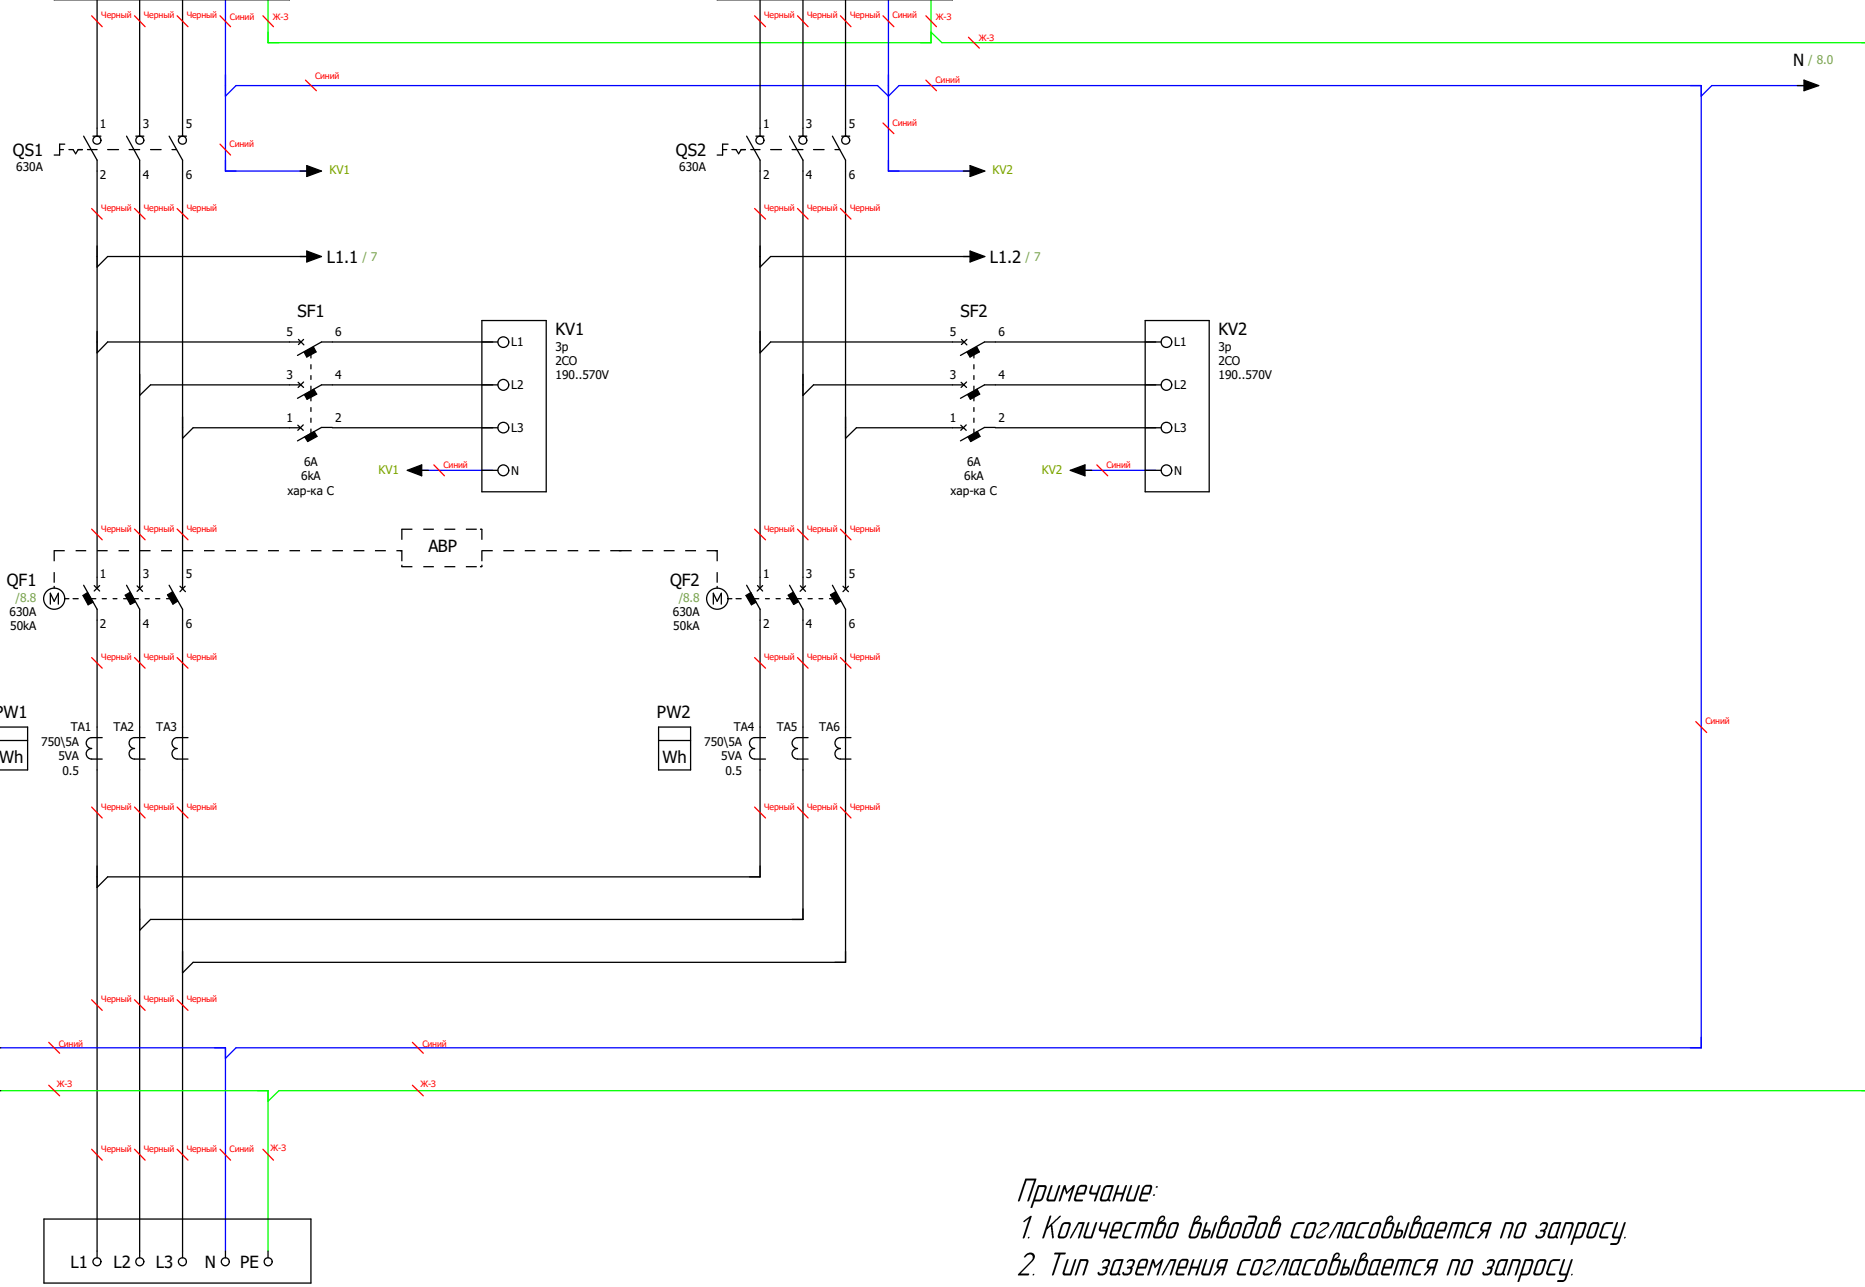 Черный Черный Черный Синий Ж-З Черный Черный Черный Синий Ж-З
Ж-З
N / 8.0
Синий Синий
1 3 5 Синий 1 3 5 Синий
QS1 QS2
630А 630А
2 4 6 KV1 2 4 6 KV2
Черный Черный Черный Черный Черный Черный
L1.1 / 7 L1.2 / 7
SF1 SF2
5 6 KV1 5 6 KV2
L1 3p L1 3p
2CO 2CO
3 4 L2 190..570V 3 4 L2 190..570V
1 2 L3 1 2 L3
6А KV1 Синий N 6А KV2 Синий N
6kA 6kA
хар-ка С хар-ка С
Черный Черный Черный Черный Черный Черный
АВР
QF1 1 3 5 QF2 1 3 5
/8.8 M /8.8 M
630А 630А
50kA 2 4 6 50kA 2 4 6
Черный Черный Черный Черный Черный Черный
PW1 PW2
TA1 TA2 TA3 TA4 TA5 TA6 Синий
750\5A 750\5A
Wh 5VA Wh 5VA
0.5 0.5
Черный Черный Черный Черный Черный Черный
Черный Черный Черный
Синий Синий
Ж-З Ж-З
Черный Черный Черный Синий Ж-З
L1 L2 L3 N PE
Примечание:
1. Количество выводов согласовывается по запросу.
2. Тип заземления согласовывается по запросу.